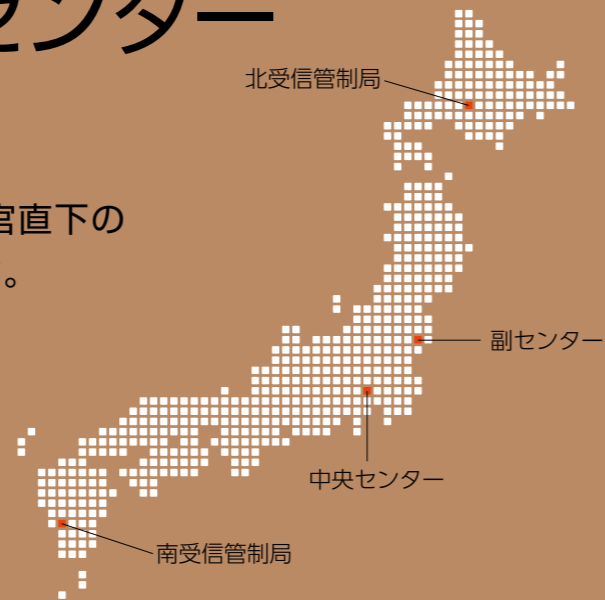 センター
北受信管制局
官直下の
。
副センター
中央センター
南受信管制局